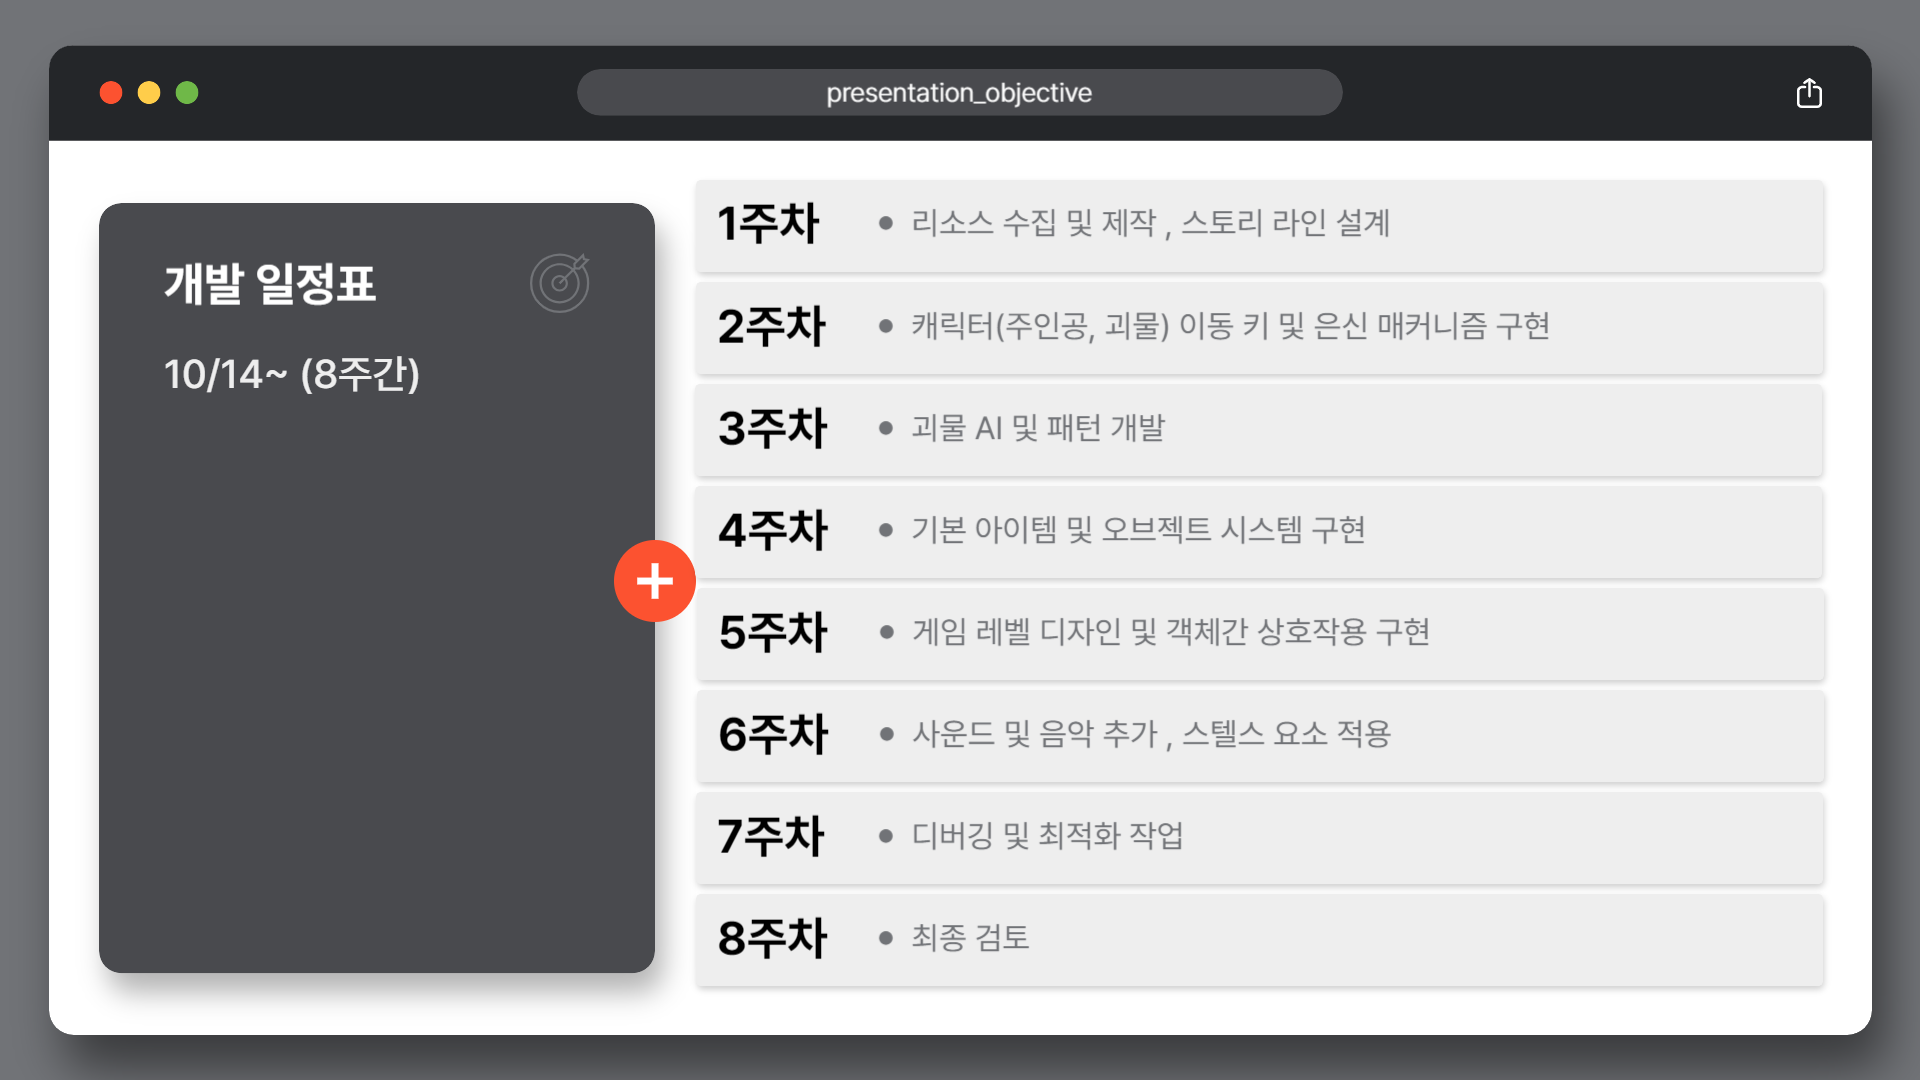 presentation_objective
개발 일정표
10/14~ (8주간)
1주차
리소스 수집 및 제작 , 스토리 라인 설계
2주차
캐릭터(주인공, 괴물) 이동 키 및 은신 매커니즘 구현
3주차
괴물 AI 및 패턴 개발
4주차
기본 아이템 및 오브젝트 시스템 구현
5주차
게임 레벨 디자인 및 객체간 상호작용 구현
6주차
사운드 및 음악 추가 , 스텔스 요소 적용
7주차
디버깅 및 최적화 작업
8주차
최종 검토